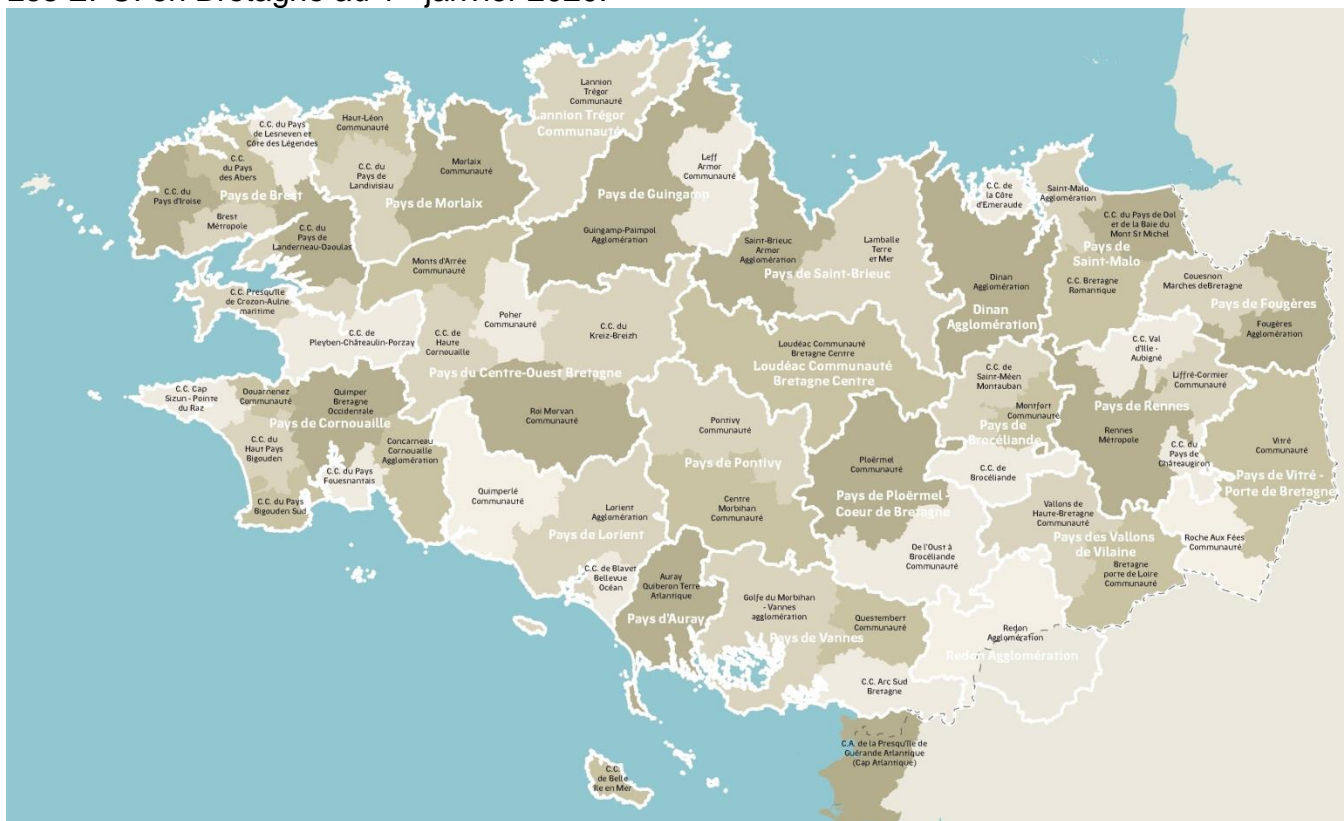 Lannion
Trégor
Communauté
Lannion Trégor
Communauté
C.C. du Pays
de Lesneven et
Côte des Légendes
Haut-Léon
Communauté
C.C.
du Pays
des Abers
C.C. du
Pays d'Iroise
Pays de Brest
Brest
Métropole
C.C. du
Pays de
Landivisiau
Morlaix
Communauté
Pays de Morlaix
C.C. du
Pays de
Landerneau-Daoulas
Pays de Guingamp
Leff
Armor
Communauté
Guingamp-Paimpol
Agglomération
Saint-Brieuc
Armor
Agglomération
Lamballe
Terre
et Mer
Pays de Saint-Brieuc
C.C. de
la Côte
d'Emeraude
Saint-Malo
Agglomération
C.C. du Pays de Dol
et de la Baie du
Mont St Michel
Pays de
Saint-Malo
C.C. Bretagne
Romantique
Dinan
Agglomération
Dinan
Agglomération
Couesnon
Marches deBretagne
Pays de Fougères
Fougères
Agglomération
Monts d'Arrée
Communauté
C.C. Presqu'île
de Crozon-Aulne
maritime
C.C. de
Pleyben-Châteaulin-Porzay
Poher
Communauté
C.C. de
Haute
Cornouaille
C.C. du
Kreiz-Breizh
Pays du Centre-Ouest Bretagne
Roi Morvan
Communauté
Loudéac Communauté
Bretagne Centre
Loudéac Communauté
Bretagne Centre
C.C. de
Saint-Méen
Montauban
Montfort
Communauté
Pays de
Brocéliande
C.C. de
Brocéliande
C.C. Val
d'Ille -
Aubigné
Liffré-Cormier
Communauté
Pays de Rennes
Rennes
Métropole
C.C. du
Pays de
Châteaugiron
Vitré
Communauté
Pays de Vitré -
Porte de Bretagne
C.C. Cap
Sizun - Pointe
du Raz
Douarnenez
Communauté
Quimper
Bretagne
Occidentale
Pays de Cornouaille
C.C. du
Haut Pays
Bigouden
C.C. du Pays
Fouesnantais
Concarneau
Cornouaille
Agglomération
C.C. du Pays
Bigouden Sud
Quimperlé
Communauté
Lorient
Agglomération
Pays de Lorient
C.C. de Blavet
Bellevue
Océan
Pontivy
Communauté
Pays de Pontivy
Centre
Morbihan
Communauté
Ploërmel
Communauté
Pays de Ploërmel -
Coeur de Bretagne
De l'Oust à
Brocéliande
Communauté
Vallons de
Haute-Bretagne
Communauté
Pays des Vallons
de Vilaine
Bretagne
porte de Loire
Communauté
Roche Aux Fées
Communauté
Auray
Quiberon Terre
Atlantique
Pays d'Auray
Golfe du Morbihan
- Vannes
agglomération
Pays de Vannes
Questembert
Communauté
C.C. Arc Sud
Bretagne
Redon
Agglomération
Redon Agglomération
C.A. de la Presqu'île de
Guérande Atlantique
(Cap Atlantique)
C.C.
de Belle
île en Mer